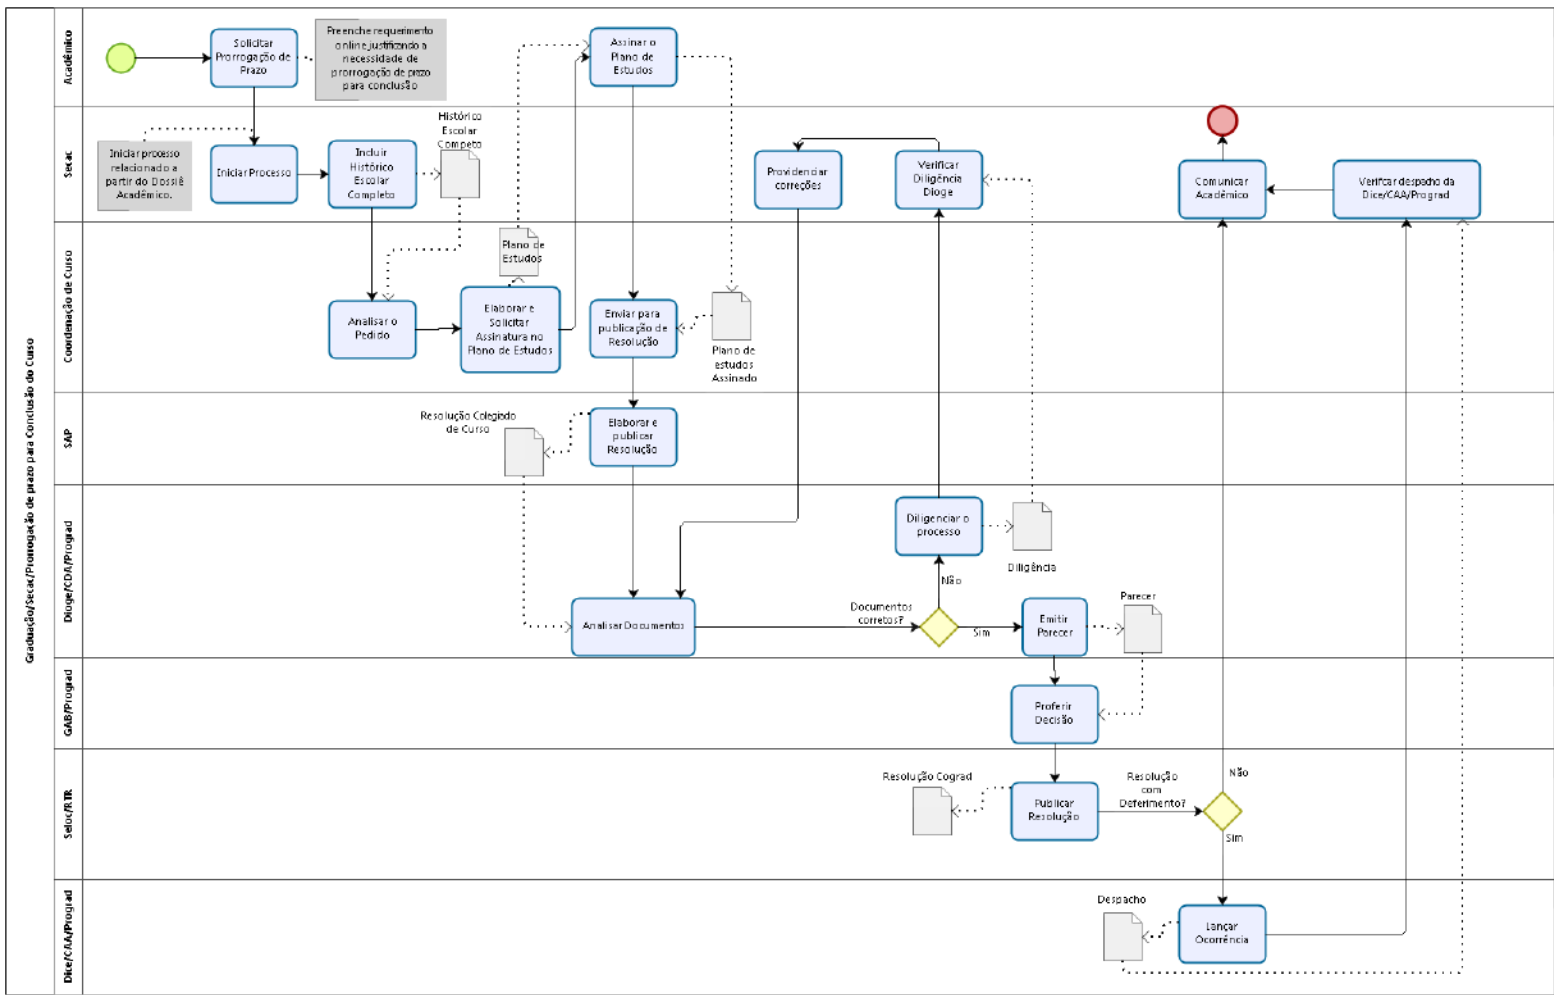 Graduação/Secac/Prorrogação de prazo para Conclusão do Curso
Acadêmico
Solicitar
Prorrogação de
Prazo
Preenche requerimento
online justificando a
necessidade de
prorrogação de prazo
para conclusão
Assinar o
Plano de
Estudos
Secac
Iniciar processo
relacionado a
partir do Dossiê
Acadêmico.
Iniciar Processo
Incluir
Histórico
Escolar
Completo
Histórico
Escolar
Competo
Providenciar
correções
Verificar
Diligência
Dioge
Comunicar
Acadêmico
Verifcar despacho da
Dice/CAA/Prograd
Coordenação de Curso
Analisar o
Pedido
Elaborar e
Solicitar
Assinatura no
Plano de Estudos
Plano de
Estudos
Enviar para
publicação de
Resolução
Plano de
estudos
Assinado
SAP
Resolução Colegiado
de Curso
Elaborar e
publicar
Resolução
Dioge/CDA/Prograd
Analisar Documentos
Documentos
corretos?
Não
Sim
Diligenciar o
processo
Diligência
Emitir
Parecer
Parecer
GAB/Prograd
Proferir
Decisão
Seloc/RTR
Resolução Cograd
Publicar
Resolução
Resolução
com
Deferimento?
Não
Sim
Dice/CAA/Prograd
Despacho
Lançar
Ocorrência